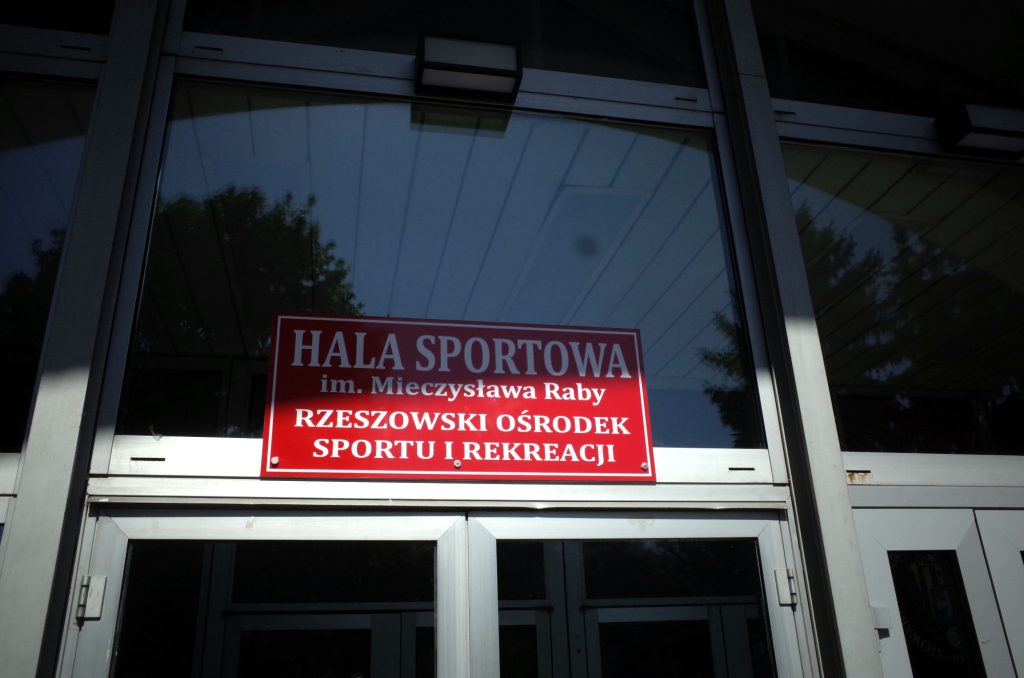 HALA SPORTOWA
im. Mieczysława Raby
RZESZOWSKI OŚRODEK
SPORTU I REKREACJI